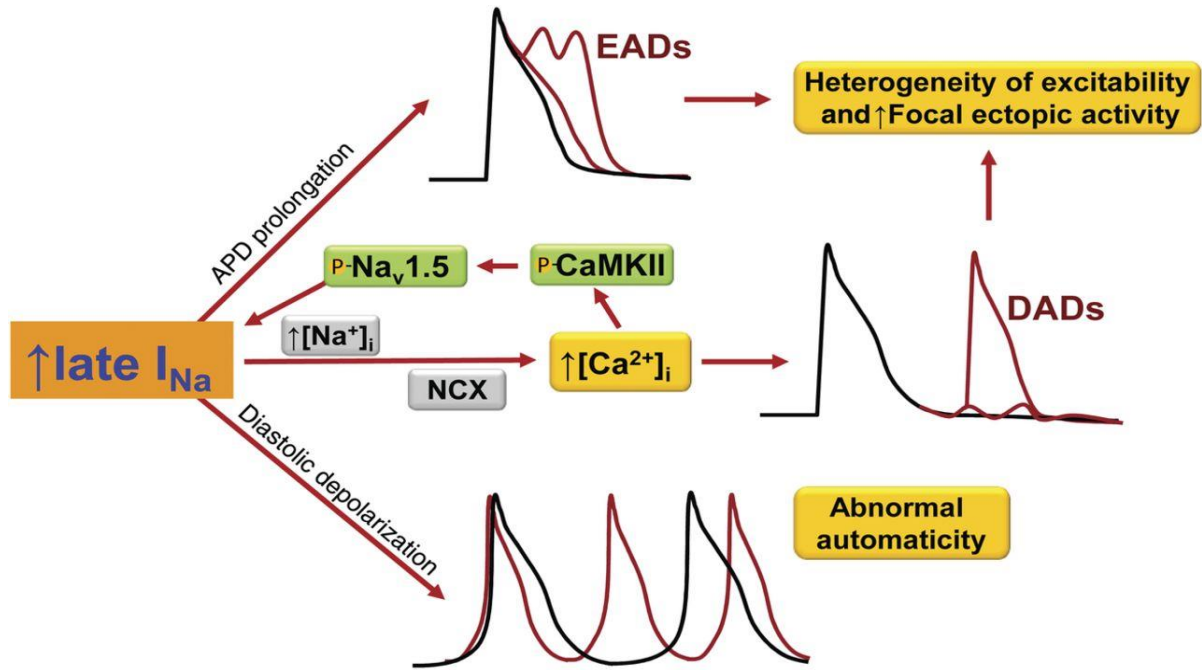 EADs
Heterogeneity of excitability
and ↑Focal ectopic activity
APD prolongation
P-Naᵥ1.5
P-CaMKII
↑late I_Na
↑[Na⁺]ᵢ
NCX
↑[Ca²⁺]ᵢ
DADs
Diastolic depolarization
Abnormal
automaticity